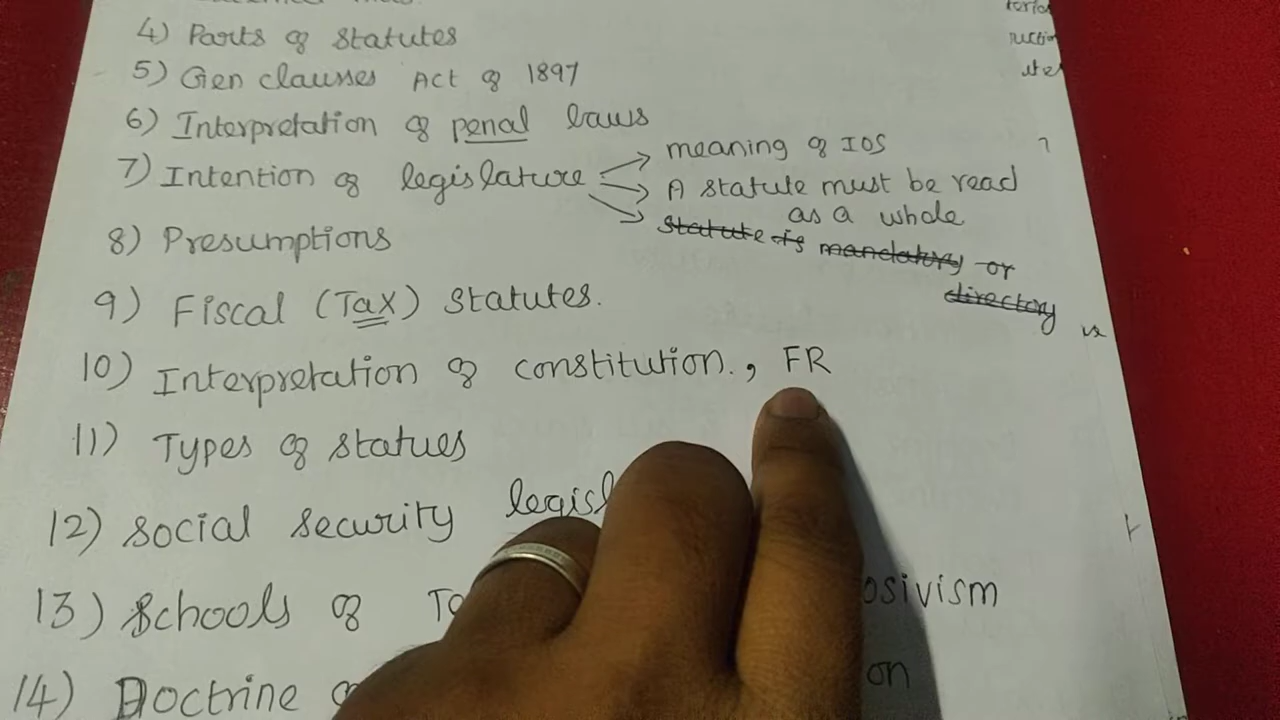 4) Parts of Statutes
5) Gen clauses Act of 1897
6) Interpretation of penal laws
7) Intention of legislature → meaning of IOS
→ A statute must be read
as a whole
→ Statute is mandatory or
directory
8) Presumptions
9) Fiscal (Tax) Statutes.
10) Interpretation of constitution., FR
11) Types of statues
12) social security legisl
13) Schools of
osivism
14) Doctrine
on